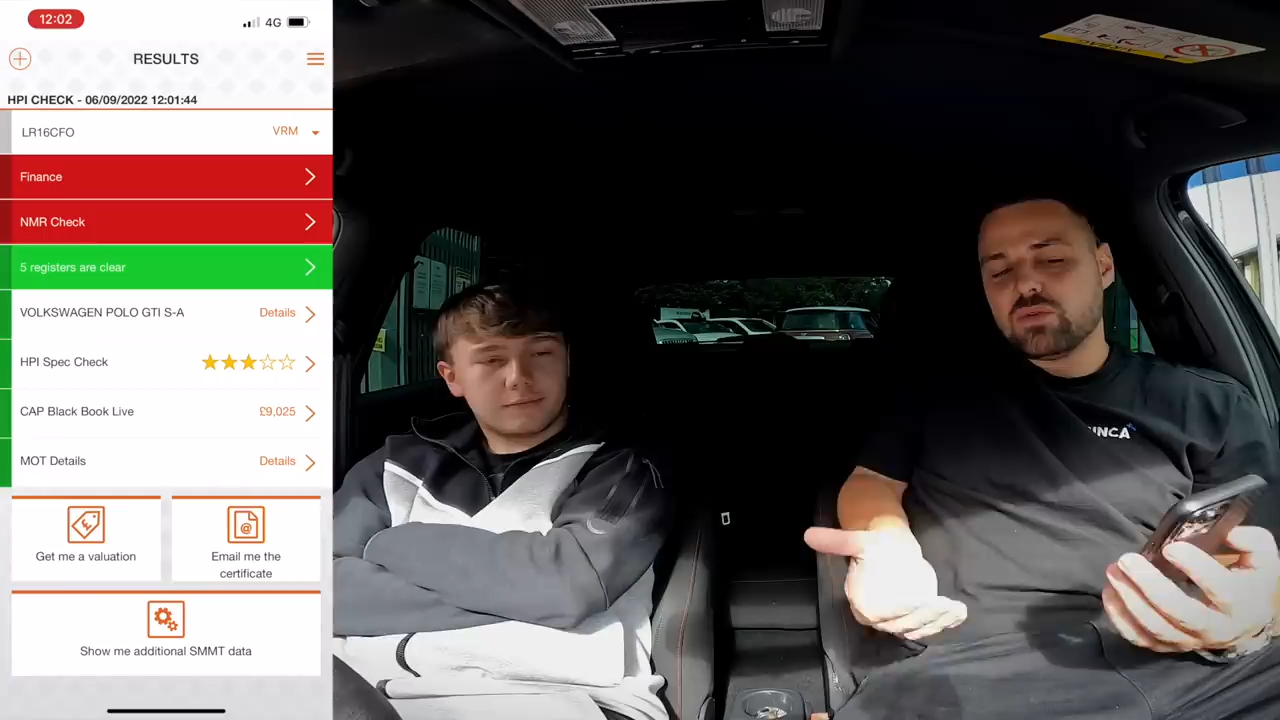 12:02
4G
RESULTS
HPI CHECK - 06/09/2022 12:01:44
LR16CFO VRM
Finance
NMR Check
5 registers are clear
VOLKSWAGEN POLO GTI S-A Details
HPI Spec Check
CAP Black Book Live £9,025
MOT Details Details
Get me a valuation
Email me the
certificate
Show me additional SMMT data